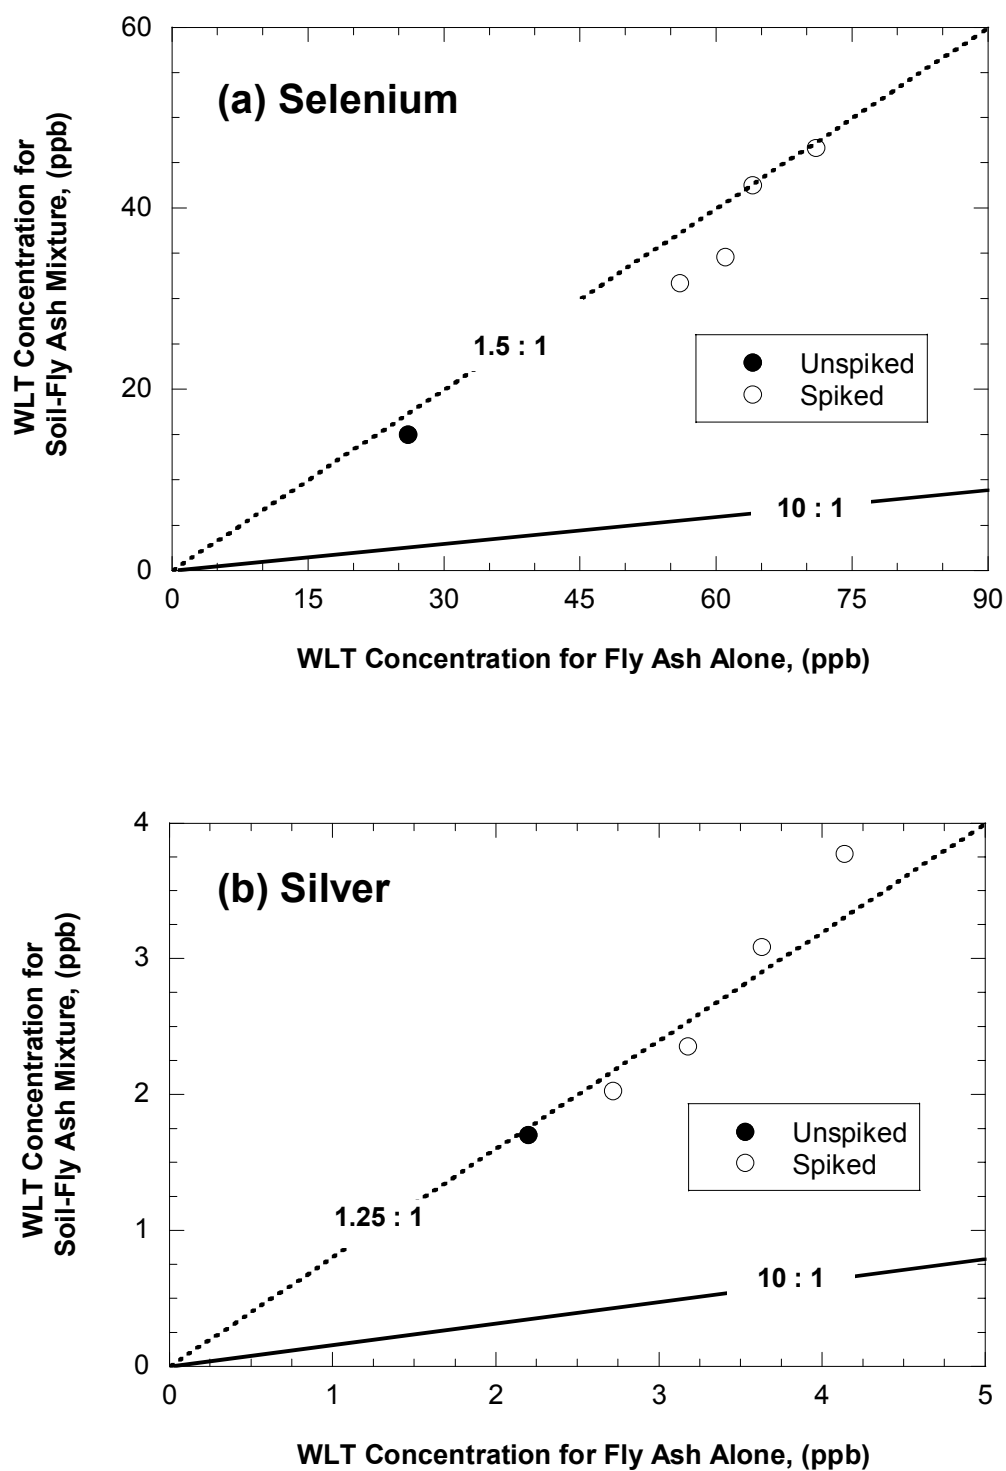 60
40
20
0
WLT Concentration for
Soil-Fly Ash Mixture, (ppb)
(a) Selenium
1.5 : 1
Unspiked
Spiked
10 : 1
0 15 30 45 60 75 90
WLT Concentration for Fly Ash Alone, (ppb)
4
3
2
1
0
WLT Concentration for
Soil-Fly Ash Mixture, (ppb)
(b) Silver
Unspiked
Spiked
1.25 : 1
10 : 1
0 1 2 3 4 5
WLT Concentration for Fly Ash Alone, (ppb)